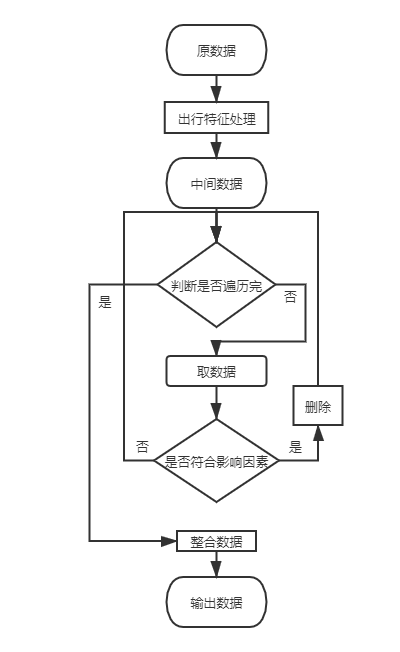 原数据
出行特征处理
中间数据
判断是否遍历完
是
否
取数据
删除
否
是
是否符合影响因素
整合数据
输出数据